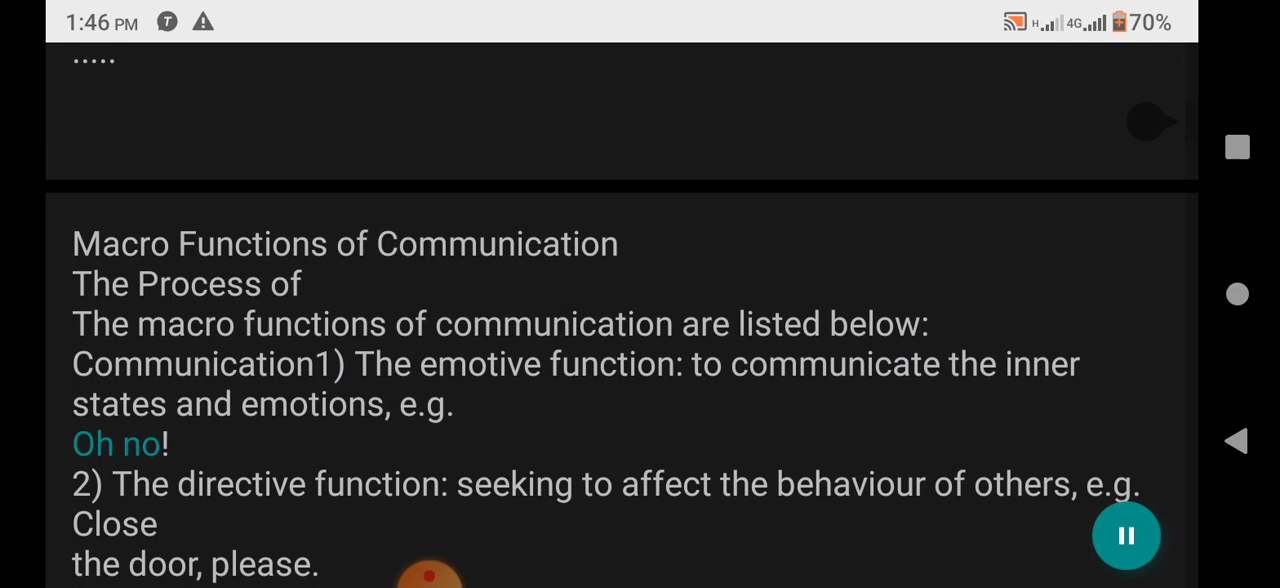 1:46 PM T H 4G 70%
.....
Macro Functions of Communication
The Process of
The macro functions of communication are listed below:
Communication1) The emotive function: to communicate the inner
states and emotions, e.g.
Oh no!
2) The directive function: seeking to affect the behaviour of others, e.g.
Close
the door, please.